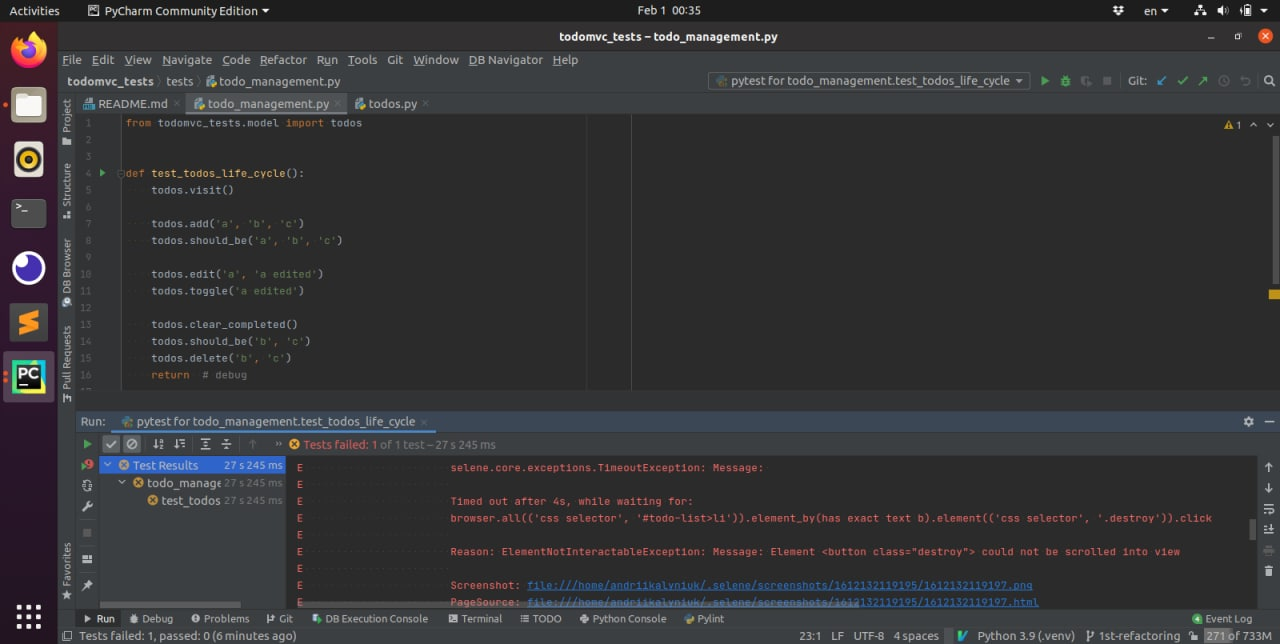 Activities PyCharm Community Edition Feb 1 00:35 en
todomvc_tests – todo_management.py
File Edit View Navigate Code Refactor Run Tools Git Window DB Navigator Help
todomvc_tests tests todo_management.py pytest for todo_management.test_todos_life_cycle Git:
README.md todo_management.py todos.py
Project
Structure
DB Browser
Pull Requests
Favorites
1 from todomvc_tests.model import todos
1
2
3
4 def test_todos_life_cycle():
5 todos.visit()
6
7 todos.add('a', 'b', 'c')
8 todos.should_be('a', 'b', 'c')
9
10 todos.edit('a', 'a edited')
11 todos.toggle('a edited')
12
13 todos.clear_completed()
14 todos.should_be('b', 'c')
15 todos.delete('b', 'c')
16 return # debug
Run: pytest for todo_management.test_todos_life_cycle
Tests failed: 1 of 1 test – 27 s 245 ms
Test Results 27 s 245 ms
todo_manage 27 s 245 ms
test_todos 27 s 245 ms
E selene.core.exceptions.TimeoutException: Message:
E
E Timed out after 4s, while waiting for:
E browser.all(('css selector', '#todo-list>li')).element_by(has exact text b).element(('css selector', '.destroy')).click
E
E Reason: ElementNotInteractableException: Message: Element <button class="destroy"> could not be scrolled into view
E
E Screenshot: file:///home/andriikalyniuk/.selene/screenshots/1612132119195/1612132119197.png
E PageSource: file:///home/andriikalyniuk/.selene/screenshots/1612132119195/1612132119197.html
Run Debug Problems Git DB Execution Console Terminal TODO Python Console Pylint 4 Event Log
Tests failed: 1, passed: 0 (6 minutes ago) 23:1 LF UTF-8 4 spaces Python 3.9 (.venv) 1st-refactoring 271 of 733M